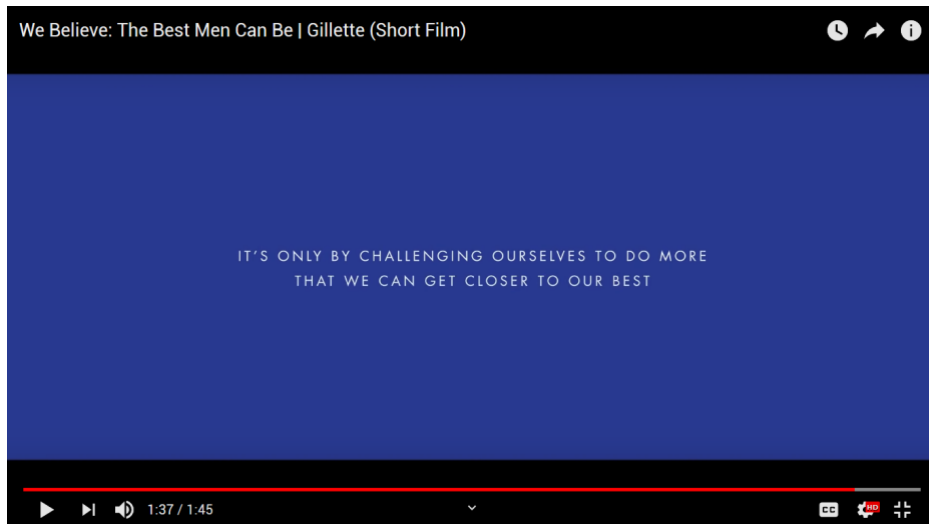 We Believe: The Best Men Can Be | Gillette (Short Film)
IT'S ONLY BY CHALLENGING OURSELVES TO DO MORE
THAT WE CAN GET CLOSER TO OUR BEST
1:37 / 1:45
CC
HD